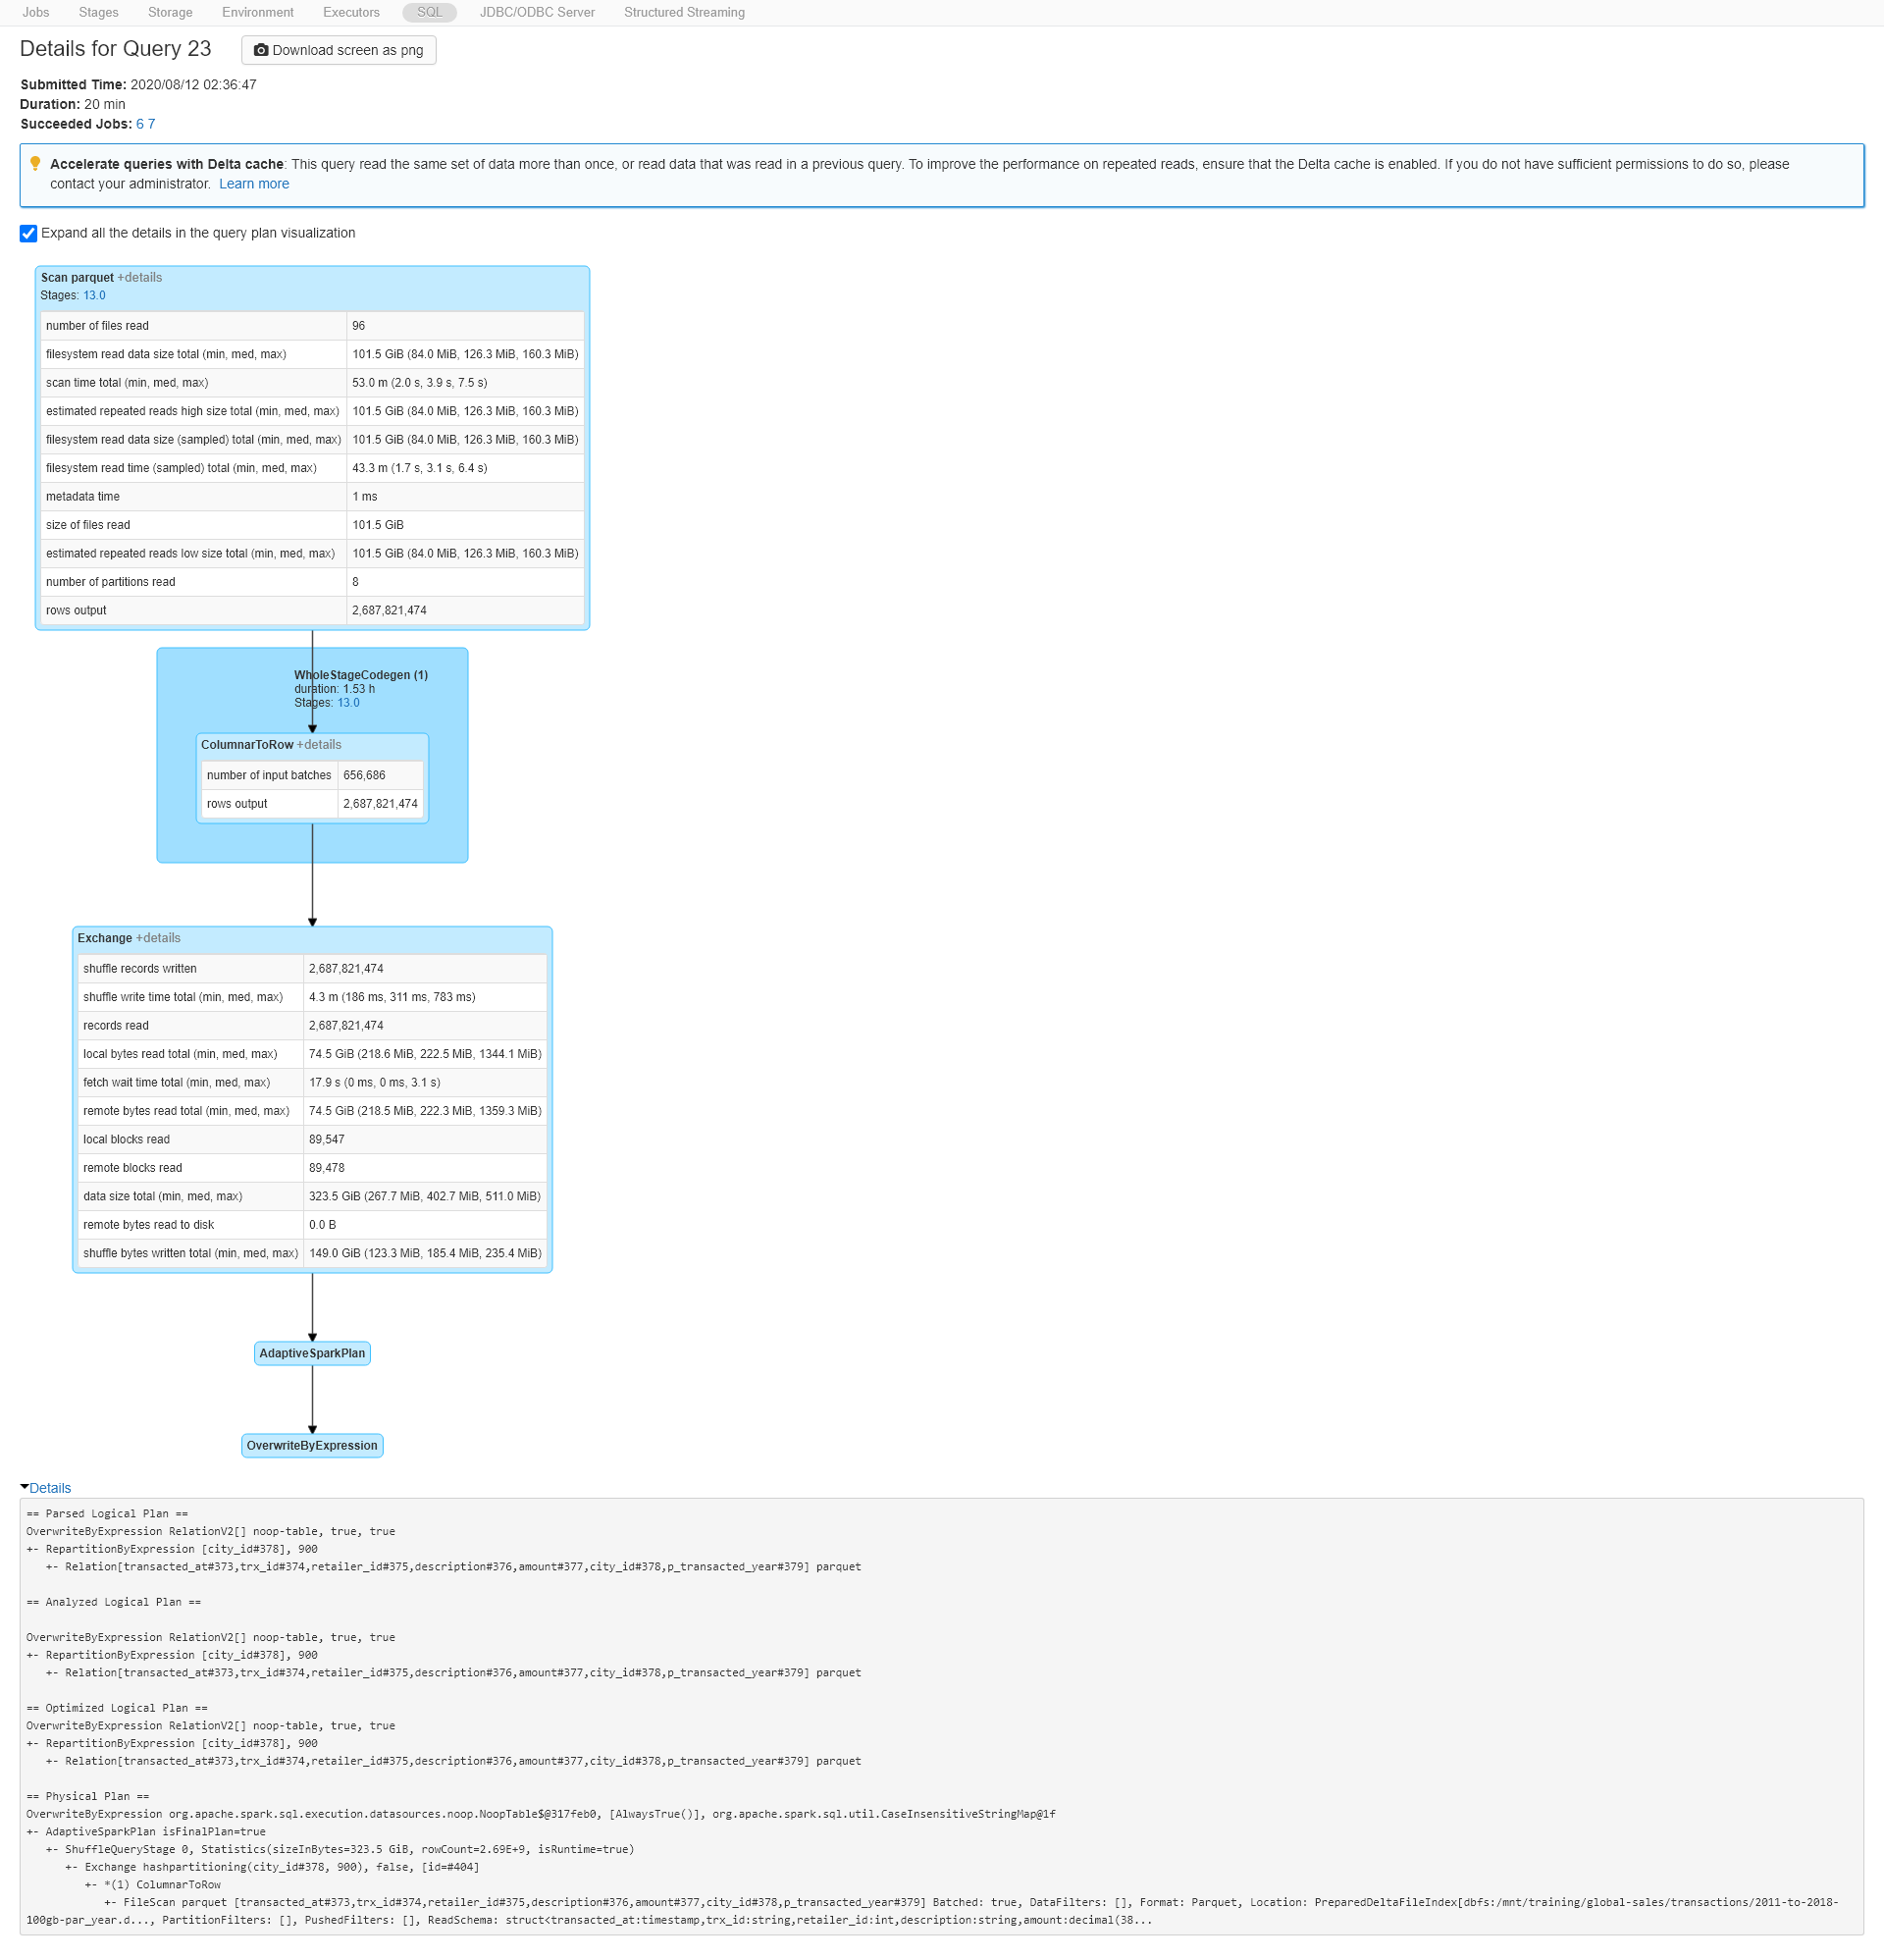 Jobs Stages Storage Environment Executors SQL JDBC/ODBC Server Structured Streaming
Details for Query 23 Download screen as png
Submitted Time: 2020/08/12 02:36:47
Duration: 20 min
Succeeded Jobs: 6 7
Accelerate queries with Delta cache: This query read the same set of data more than once, or read data that was read in a previous query. To improve the performance on repeated reads, ensure that the Delta cache is enabled. If you do not have sufficient permissions to do so, please
contact your administrator. Learn more
Expand all the details in the query plan visualization
Scan parquet +details
Stages: 13.0
number of files read 96
filesystem read data size total (min, med, max) 101.5 GiB (84.0 MiB, 126.3 MiB, 160.3 MiB)
scan time total (min, med, max) 53.0 m (2.0 s, 3.9 s, 7.5 s)
estimated repeated reads high size total (min, med, max) 101.5 GiB (84.0 MiB, 126.3 MiB, 160.3 MiB)
filesystem read data size (sampled) total (min, med, max) 101.5 GiB (84.0 MiB, 126.3 MiB, 160.3 MiB)
filesystem read time (sampled) total (min, med, max) 43.3 m (1.7 s, 3.1 s, 6.4 s)
metadata time 1 ms
size of files read 101.5 GiB
estimated repeated reads low size total (min, med, max) 101.5 GiB (84.0 MiB, 126.3 MiB, 160.3 MiB)
number of partitions read 8
rows output 2,687,821,474
WholeStageCodegen (1)
duration: 1.53 h
Stages: 13.0
ColumnarToRow +details
number of input batches 656,686
rows output 2,687,821,474
Exchange +details
shuffle records written 2,687,821,474
shuffle write time total (min, med, max) 4.3 m (186 ms, 311 ms, 783 ms)
records read 2,687,821,474
local bytes read total (min, med, max) 74.5 GiB (218.6 MiB, 222.5 MiB, 1344.1 MiB)
fetch wait time total (min, med, max) 17.9 s (0 ms, 0 ms, 3.1 s)
remote bytes read total (min, med, max) 74.5 GiB (218.5 MiB, 222.3 MiB, 1359.3 MiB)
local blocks read 89,547
remote blocks read 89,478
data size total (min, med, max) 323.5 GiB (267.7 MiB, 402.7 MiB, 511.0 MiB)
remote bytes read to disk 0.0 B
shuffle bytes written total (min, med, max) 149.0 GiB (123.3 MiB, 185.4 MiB, 235.4 MiB)
AdaptiveSparkPlan
OverwriteByExpression
Details
== Parsed Logical Plan ==
OverwriteByExpression RelationV2[] noop-table, true, true
+- RepartitionByExpression [city_id#378], 900
   +- Relation[transacted_at#373,trx_id#374,retailer_id#375,description#376,amount#377,city_id#378,p_transacted_year#379] parquet
== Analyzed Logical Plan ==
OverwriteByExpression RelationV2[] noop-table, true, true
+- RepartitionByExpression [city_id#378], 900
   +- Relation[transacted_at#373,trx_id#374,retailer_id#375,description#376,amount#377,city_id#378,p_transacted_year#379] parquet
== Optimized Logical Plan ==
OverwriteByExpression RelationV2[] noop-table, true, true
+- RepartitionByExpression [city_id#378], 900
   +- Relation[transacted_at#373,trx_id#374,retailer_id#375,description#376,amount#377,city_id#378,p_transacted_year#379] parquet
== Physical Plan ==
OverwriteByExpression org.apache.spark.sql.execution.datasources.noop.NoopTable$@317feb0, [AlwaysTrue()], org.apache.spark.sql.util.CaseInsensitiveStringMap@1f
+- AdaptiveSparkPlan isFinalPlan=true
   +- ShuffleQueryStage 0, Statistics(sizeInBytes=323.5 GiB, rowCount=2.69E+9, isRuntime=true)
      +- Exchange hashpartitioning(city_id#378, 900), false, [id=#404]
         +- *(1) ColumnarToRow
            +- FileScan parquet [transacted_at#373,trx_id#374,retailer_id#375,description#376,amount#377,city_id#378,p_transacted_year#379] Batched: true, DataFilters: [], Format: Parquet, Location: PreparedDeltaFileIndex[dbfs:/mnt/training/global-sales/transactions/2011-to-2018-
100gb-par_year.d..., PartitionFilters: [], PushedFilters: [], ReadSchema: struct<transacted_at:timestamp,trx_id:string,retailer_id:int,description:string,amount:decimal(38...